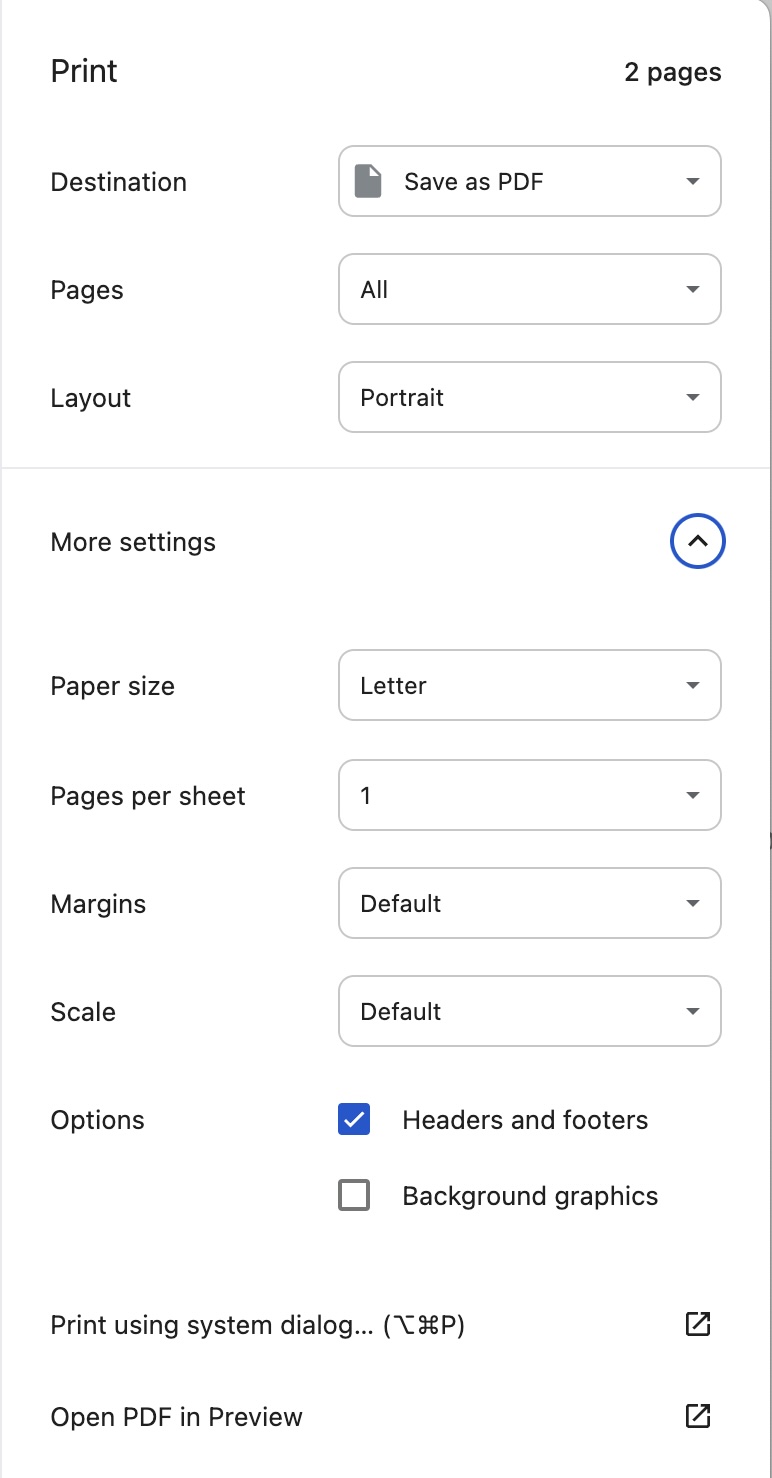 Print 2 pages
Destination Save as PDF
Pages All
Layout Portrait
More settings
Paper size Letter
Pages per sheet 1
Margins Default
Scale Default
Options Headers and footers
Background graphics
Print using system dialog... (⌥⌘P)
Open PDF in Preview